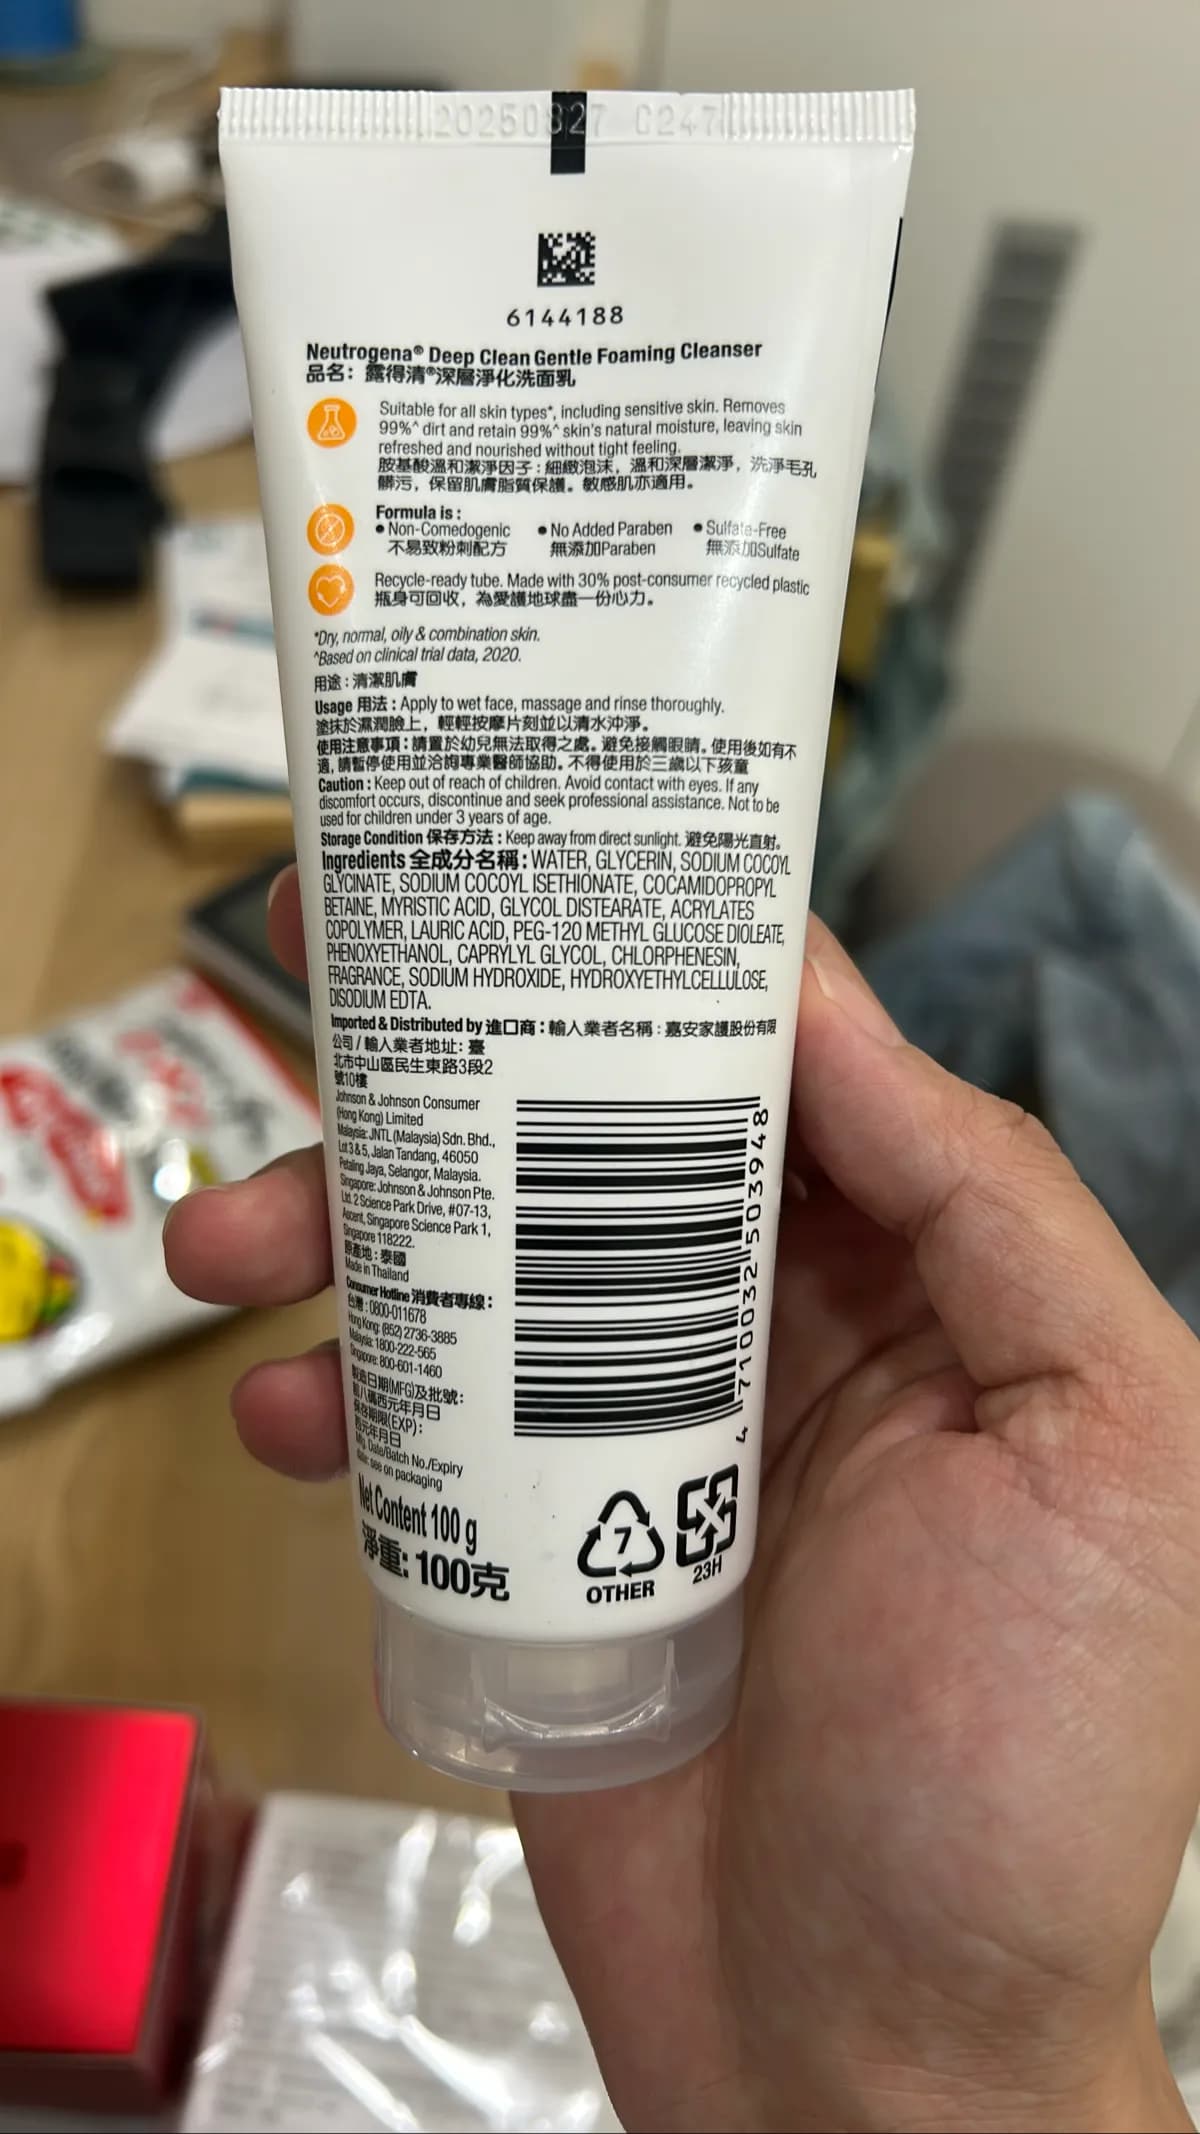 20250827 C247
6144188
Neutrogena® Deep Clean Gentle Foaming Cleanser
品名：露得清®深層淨化洗面乳
Suitable for all skin types*, including sensitive skin. Removes
99%^ dirt and retain 99%^ skin's natural moisture, leaving skin
refreshed and nourished without tight feeling.
胺基酸溫和潔淨因子：細緻泡沫，溫和深層潔淨，洗淨毛孔
髒污，保留肌膚脂質保護。敏感肌亦適用。
Formula is :
• Non-Comedogenic • No Added Paraben • Sulfate-Free
不易致粉刺配方 無添加Paraben 無添加Sulfate
Recycle-ready tube. Made with 30% post-consumer recycled plastic
瓶身可回收，為愛護地球盡一份心力。
*Dry, normal, oily & combination skin.
^Based on clinical trial data, 2020.
用途：清潔肌膚
Usage 用法：Apply to wet face, massage and rinse thoroughly.
塗抹於濕潤臉上，輕輕按摩片刻並以清水沖淨。
使用注意事項：請置於幼兒無法取得之處。避免接觸眼睛。使用後如有不
適，請暫停使用並洽詢專業醫師協助。不得使用於三歲以下孩童
Caution : Keep out of reach of children. Avoid contact with eyes. If any
discomfort occurs, discontinue and seek professional assistance. Not to be
used for children under 3 years of age.
Storage Condition 保存方法：Keep away from direct sunlight. 避免陽光直射。
Ingredients 全成分名稱：WATER, GLYCERIN, SODIUM COCOYL
GLYCINATE, SODIUM COCOYL ISETHIONATE, COCAMIDOPROPYL
BETAINE, MYRISTIC ACID, GLYCOL DISTEARATE, ACRYLATES
COPOLYMER, LAURIC ACID, PEG-120 METHYL GLUCOSE DIOLEATE,
PHENOXYETHANOL, CAPRYLYL GLYCOL, CHLORPHENESIN,
FRAGRANCE, SODIUM HYDROXIDE, HYDROXYETHYLCELLULOSE,
DISODIUM EDTA.
Imported & Distributed by 進口商：輸入業者名稱：嘉安家護股份有限
公司 / 輸入業者地址：臺
北市中山區民生東路3段2
號10樓
Johnson & Johnson Consumer
(Hong Kong) Limited
Malaysia: JNTL (Malaysia) Sdn. Bhd.,
Lot 3 & 5, Jalan Tandang, 46050
Petaling Jaya, Selangor, Malaysia.
Singapore: Johnson & Johnson Pte.
Ltd. 2 Science Park Drive, #07-13,
Ascent, Singapore Science Park 1,
Singapore 118222.
原產地：泰國
Made in Thailand
Consumer Hotline 消費者專線：
台灣：0800-011678
Hong Kong: (852) 2736-3885
Malaysia: 1800-222-565
Singapore: 800-601-1460
製造日期(MFG)及批號：
前八碼西元年月日
保存期限(EXP)：
西元年月日
Mfg. Date/Batch No./Expiry
date: see on packaging
Net Content 100 g
淨重：100克
4 710032 503948
7
OTHER
23H